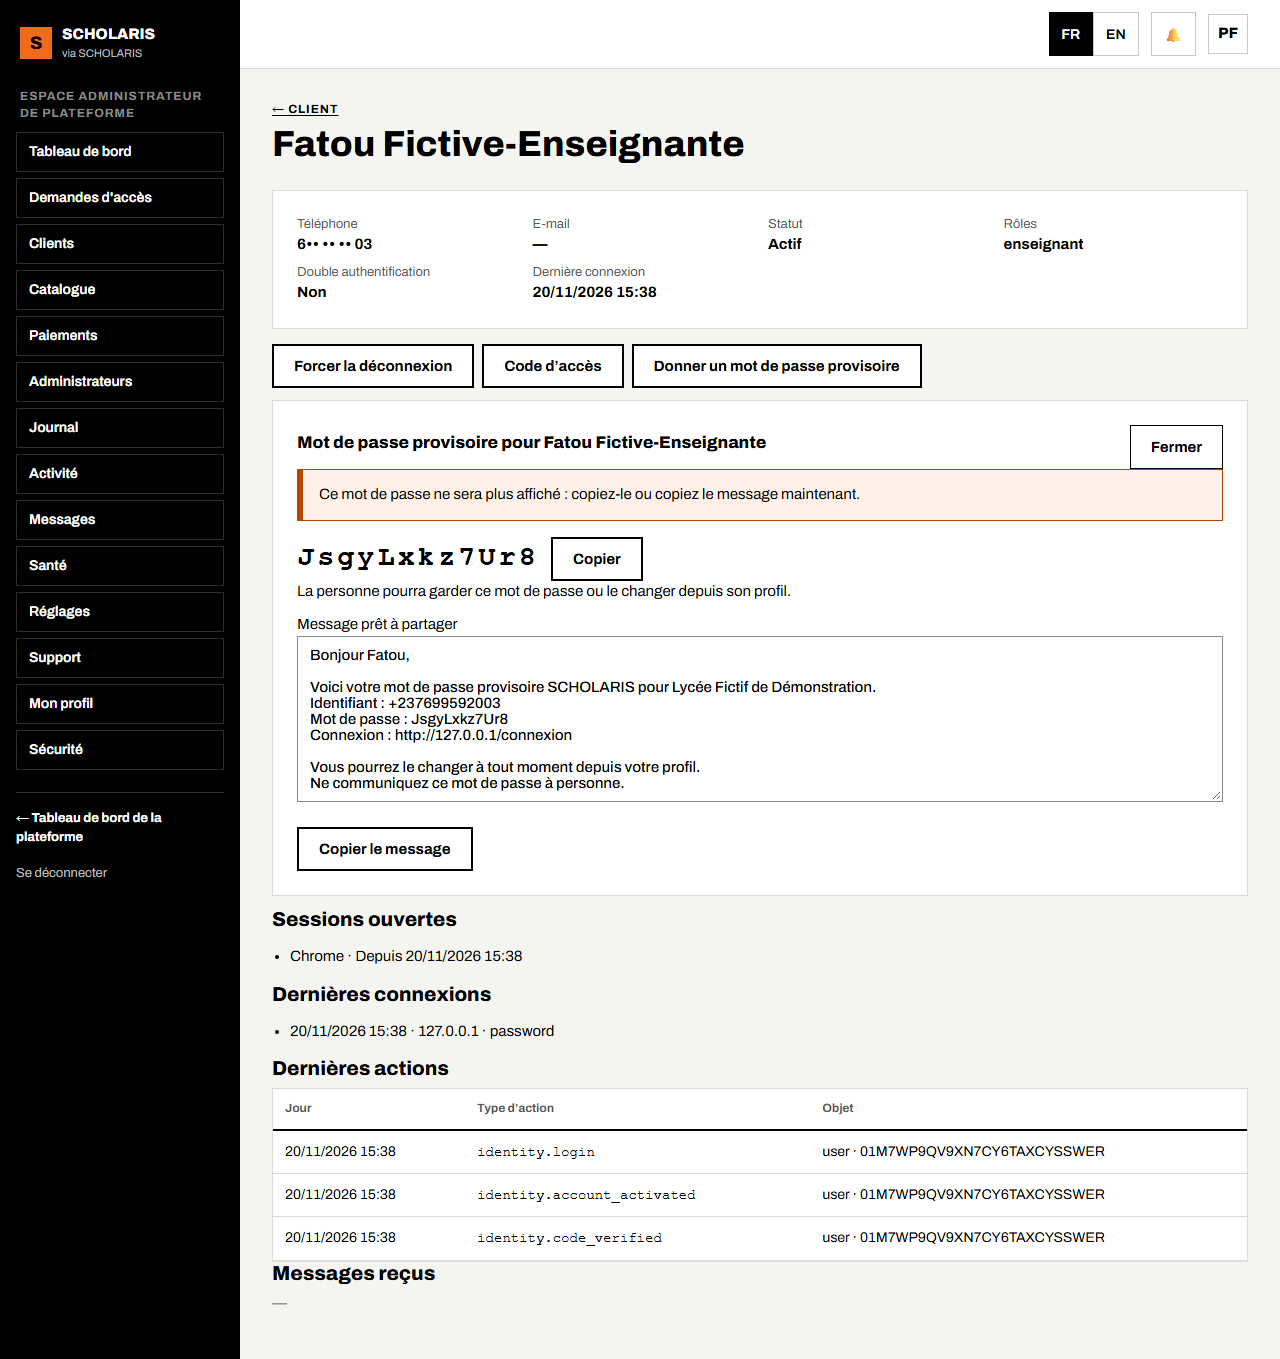 S
SCHOLARIS
via SCHOLARIS
FR
EN
PF
ESPACE ADMINISTRATEUR
DE PLATEFORME
Tableau de bord
Demandes d'accès
Clients
Catalogue
Paiements
Administrateurs
Journal
Activité
Messages
Santé
Réglages
Support
Mon profil
Sécurité
← Tableau de bord de la
plateforme
Se déconnecter
← CLIENT
Fatou Fictive-Enseignante
Téléphone
6•• •• •• 03
E-mail
—
Statut
Actif
Rôles
enseignant
Double authentification
Non
Dernière connexion
20/11/2026 15:38
Forcer la déconnexion
Code d’accès
Donner un mot de passe provisoire
Mot de passe provisoire pour Fatou Fictive-Enseignante
Fermer
Ce mot de passe ne sera plus affiché : copiez-le ou copiez le message maintenant.
JsgyLxkz7Ur8
Copier
La personne pourra garder ce mot de passe ou le changer depuis son profil.
Message prêt à partager
Bonjour Fatou,
Voici votre mot de passe provisoire SCHOLARIS pour Lycée Fictif de Démonstration.
Identifiant : +237699592003
Mot de passe : JsgyLxkz7Ur8
Connexion : http://127.0.0.1/connexion
Vous pourrez le changer à tout moment depuis votre profil.
Ne communiquez ce mot de passe à personne.
Copier le message
Sessions ouvertes
• Chrome · Depuis 20/11/2026 15:38
Dernières connexions
• 20/11/2026 15:38 · 127.0.0.1 · password
Dernières actions
Jour Type d’action Objet
20/11/2026 15:38 identity.login user · 01M7WP9QV9XN7CY6TAXCYSSWER
20/11/2026 15:38 identity.account_activated user · 01M7WP9QV9XN7CY6TAXCYSSWER
20/11/2026 15:38 identity.code_verified user · 01M7WP9QV9XN7CY6TAXCYSSWER
Messages reçus
—